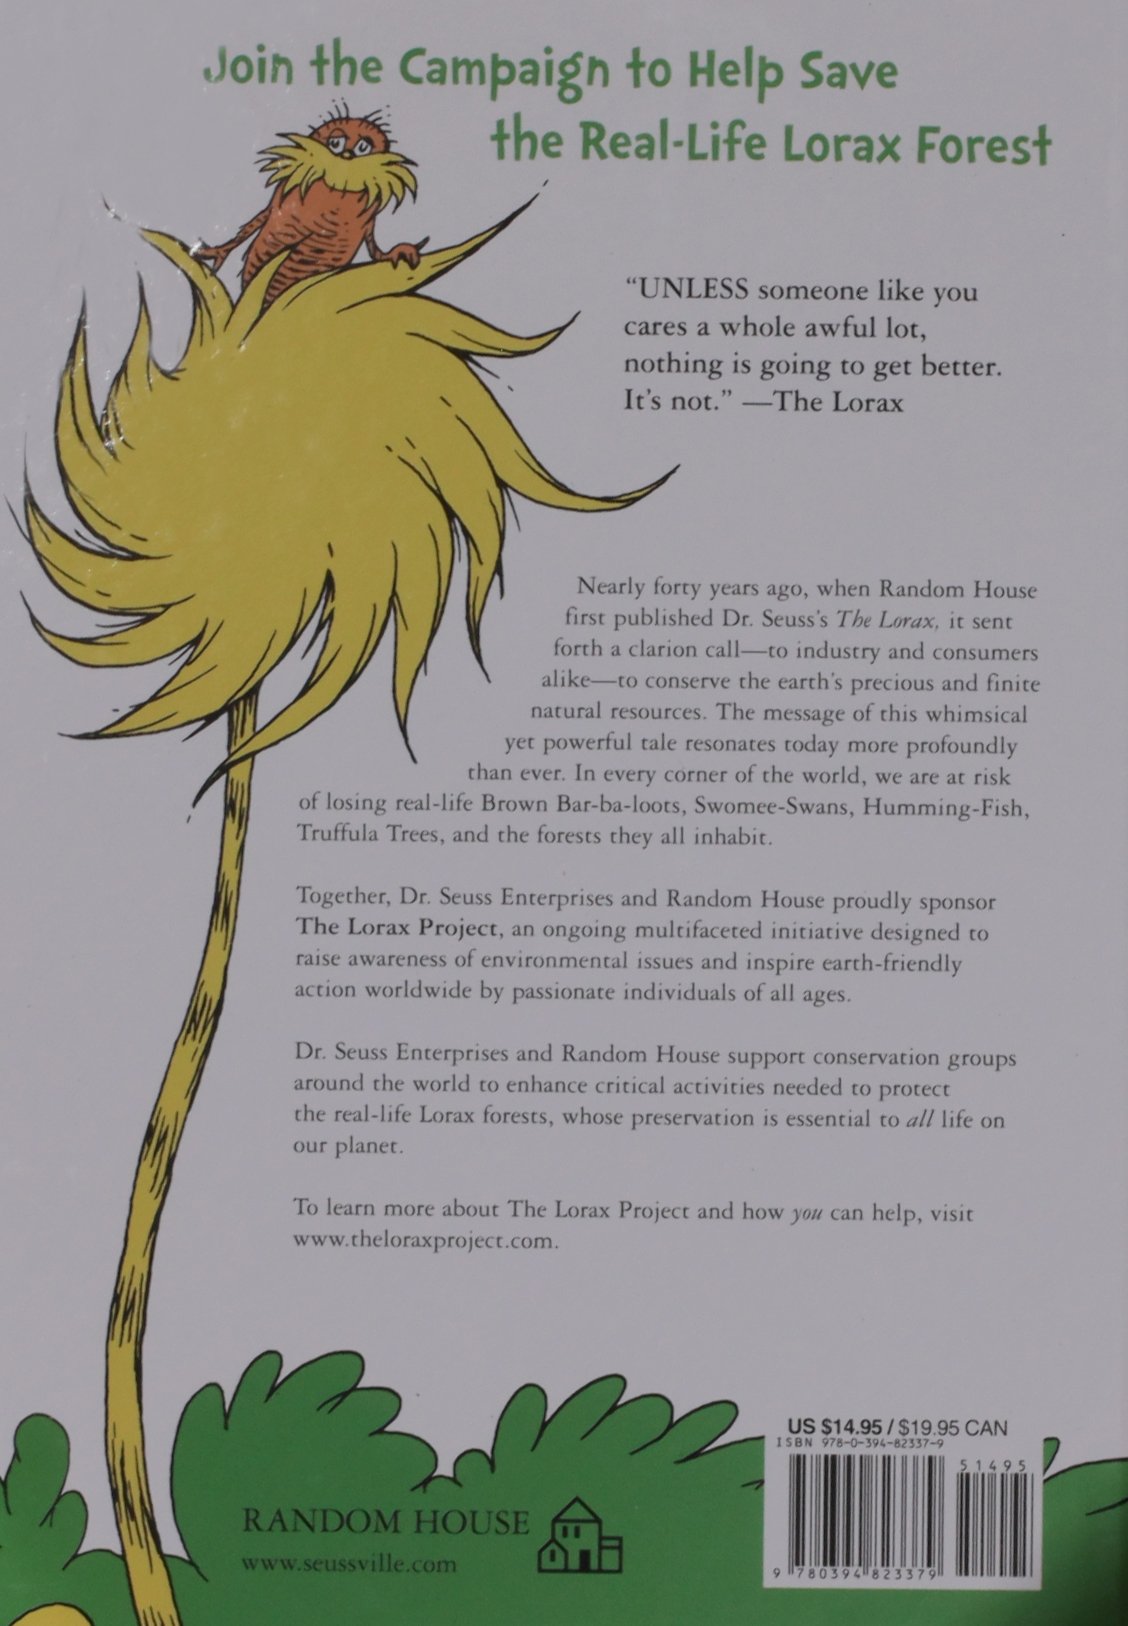 Join the Campaign to Help Save
the Real-Life Lorax Forest
“UNLESS someone like you
cares a whole awful lot,
nothing is going to get better.
It’s not.” —The Lorax
Nearly forty years ago, when Random House
first published Dr. Seuss’s The Lorax, it sent
forth a clarion call—to industry and consumers
alike—to conserve the earth’s precious and finite
natural resources. The message of this whimsical
yet powerful tale resonates today more profoundly
than ever. In every corner of the world, we are at risk
of losing real-life Brown Bar-ba-loots, Swomee-Swans, Humming-Fish,
Truffula Trees, and the forests they all inhabit.
Together, Dr. Seuss Enterprises and Random House proudly sponsor
The Lorax Project, an ongoing multifaceted initiative designed to
raise awareness of environmental issues and inspire earth-friendly
action worldwide by passionate individuals of all ages.
Dr. Seuss Enterprises and Random House support conservation groups
around the world to enhance critical activities needed to protect
the real-life Lorax forests, whose preservation is essential to all life on
our planet.
To learn more about The Lorax Project and how you can help, visit
www.theloraxproject.com.
US $14.95 / $19.95 CAN
ISBN 978-0-394-82337-9
51495
9 780394 823379
RANDOM HOUSE
www.seussville.com